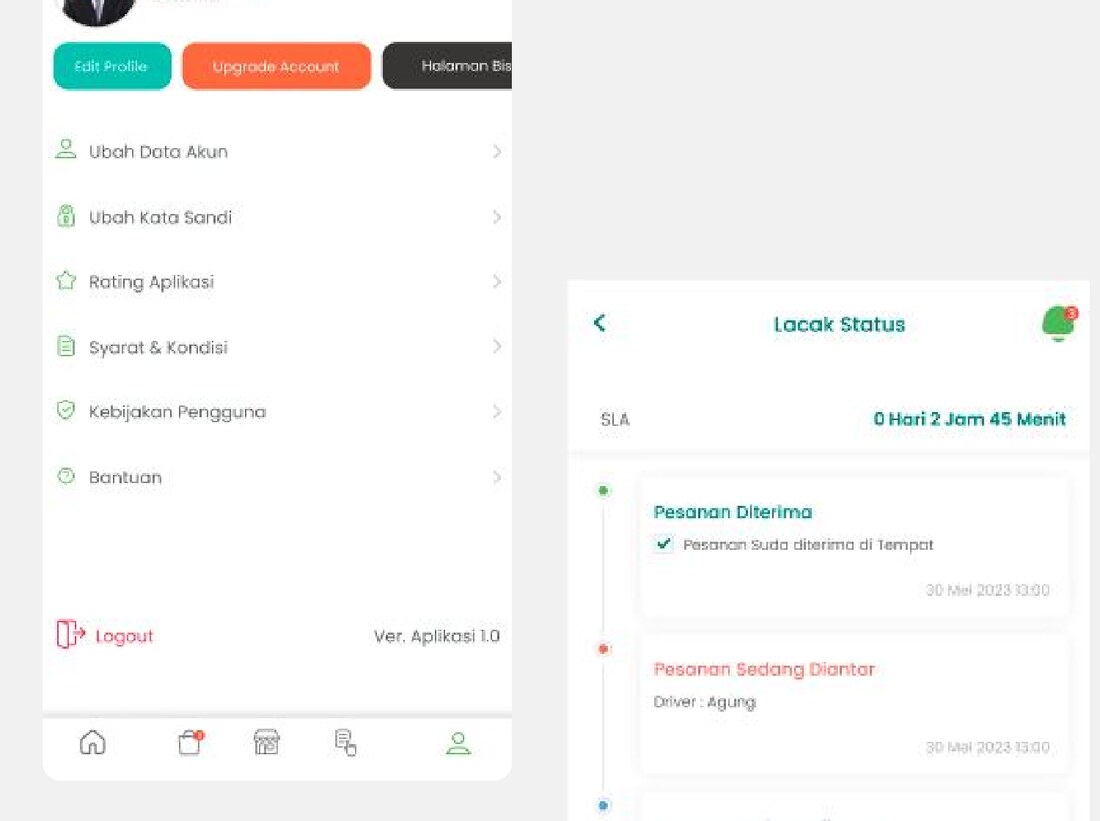 Edit Profile
Upgrade Account
Halaman Bis
Ubah Data Akun
Ubah Kata Sandi
Rating Aplikasi
Syarat & Kondisi
Kebijakan Pengguna
Bantuan
Logout
Ver. Aplikasi 1.0
Lacak Status
3
SLA
0 Hari 2 Jam 45 Menit
Pesanan Diterima
Pesanan Suda diterima di Tempat
30 Mei 2023 13:00
Pesanan Sedang Diantar
Driver : Agung
30 Mei 2023 13:00